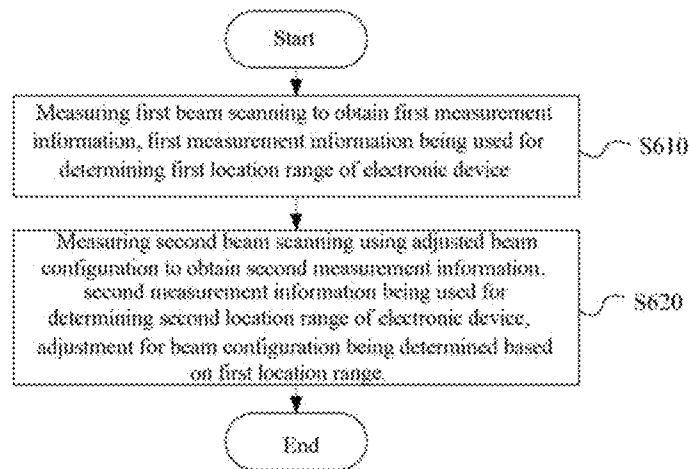 Start
Measuring first beam scanning to obtain first measurement
information, first measurement information being used for
determining first location range of electronic device
S610
Measuring second beam scanning using adjusted beam
configuration to obtain second measurement information,
second measurement information being used for
determining second location range of electronic device,
adjustment for beam configuration being determined based
on first location range.
S620
End